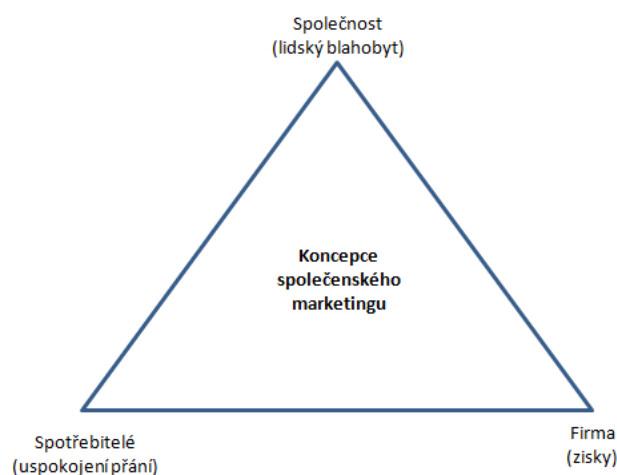 Společnost
(lidský blahobyt)
Koncepce
společenského
marketingu
Spotřebitelé
(uspokojení přání)
Firma
(zisky)